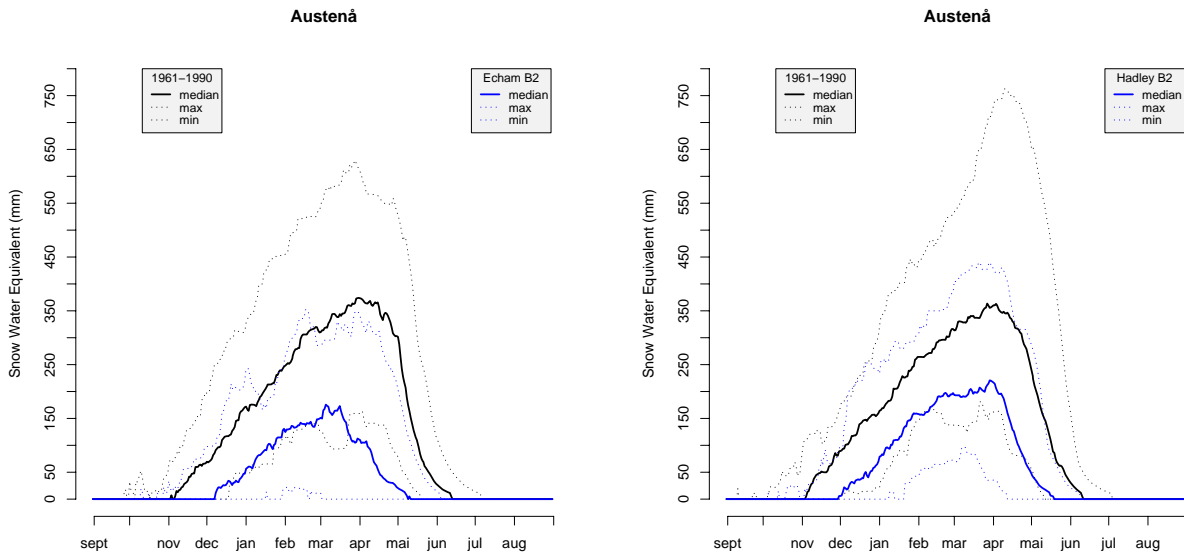 Austenå
1961−1990
median
max
min
Echam B2
median
max
min
Snow Water Equivalent (mm)
750
650
550
450
350
250
150
50
0
sept nov dec jan feb mar apr mai jun jul aug
Austenå
1961−1990
median
max
min
Hadley B2
median
max
min
Snow Water Equivalent (mm)
750
650
550
450
350
250
150
50
0
sept nov dec jan feb mar apr mai jun jul aug